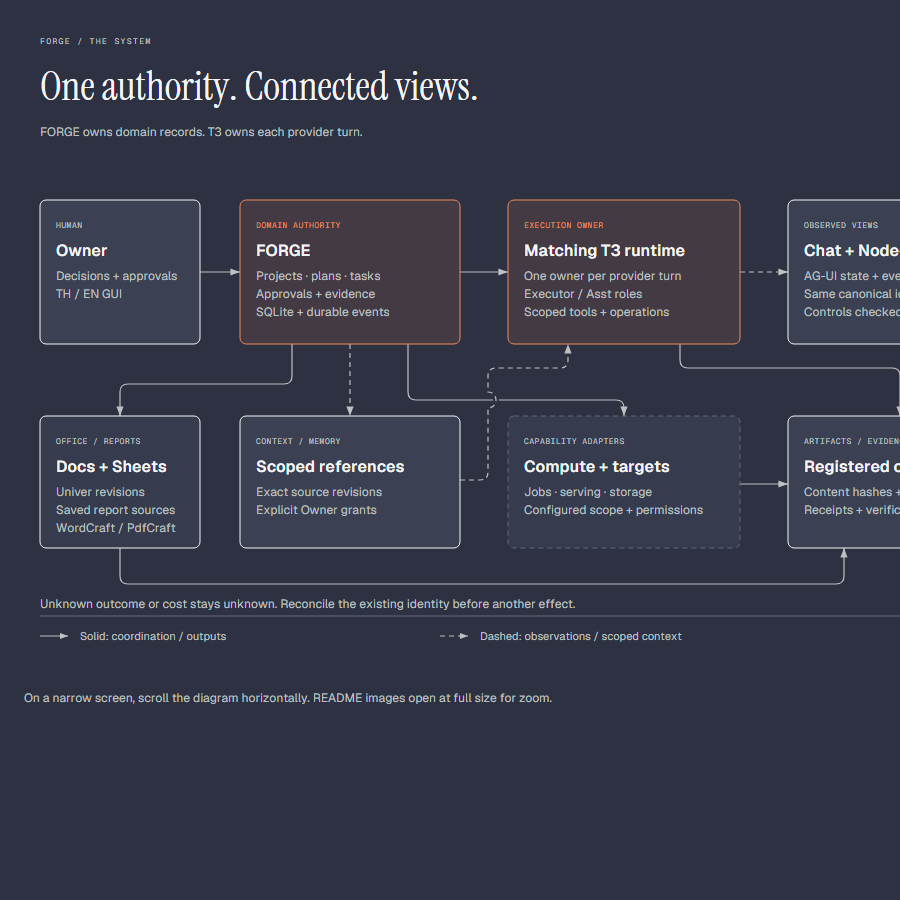 FORGE / THE SYSTEM
One authority. Connected views.
FORGE owns domain records. T3 owns each provider turn.
HUMAN
Owner
Decisions + approvals
TH / EN GUI
DOMAIN AUTHORITY
FORGE
Projects · plans · tasks
Approvals + evidence
SQLite + durable events
EXECUTION OWNER
Matching T3 runtime
One owner per provider turn
Executor / Asst roles
Scoped tools + operations
OBSERVED VIEWS
Chat + Node
AG-UI state + eve
Same canonical i
Controls checked
OFFICE / REPORTS
Docs + Sheets
Univer revisions
Saved report sources
WordCraft / PdfCraft
CONTEXT / MEMORY
Scoped references
Exact source revisions
Explicit Owner grants
CAPABILITY ADAPTERS
Compute + targets
Jobs · serving · storage
Configured scope + permissions
ARTIFACTS / EVIDEN
Registered o
Content hashes +
Receipts + verific
Unknown outcome or cost stays unknown. Reconcile the existing identity before another effect.
Solid: coordination / outputs
Dashed: observations / scoped context
On a narrow screen, scroll the diagram horizontally. README images open at full size for zoom.